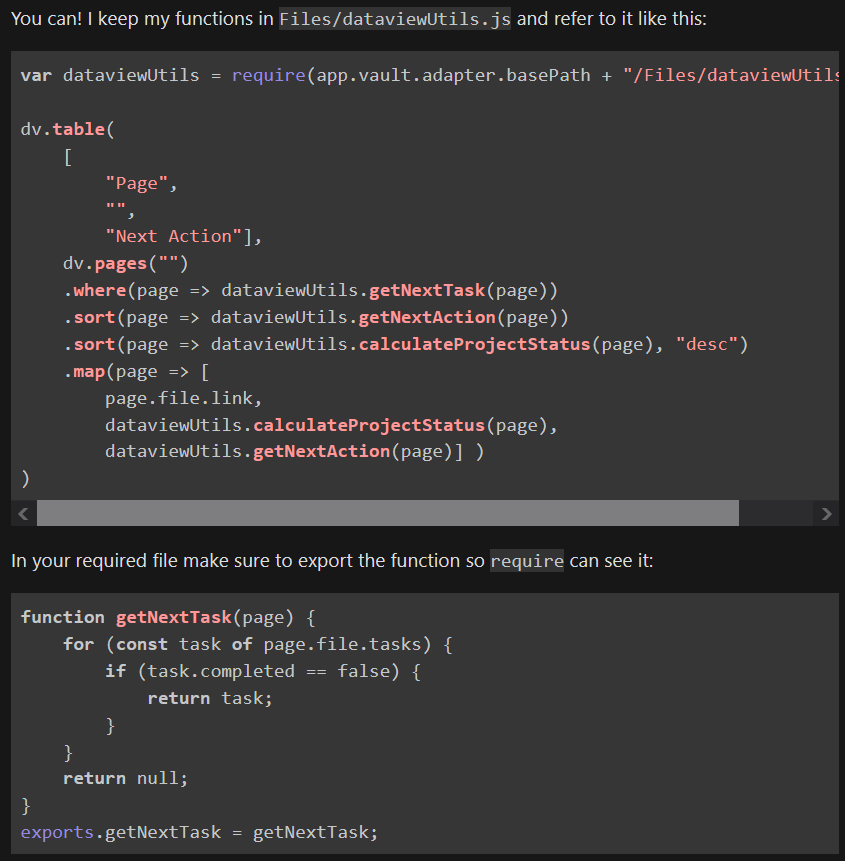 You can! I keep my functions in Files/dataviewUtils.js and refer to it like this:
var dataviewUtils = require(app.vault.adapter.basePath + "/Files/dataviewUtils
dv.table(
    [
        "Page",
        "",
        "Next Action"],
    dv.pages("")
    .where(page => dataviewUtils.getNextTask(page))
    .sort(page => dataviewUtils.getNextAction(page))
    .sort(page => dataviewUtils.calculateProjectStatus(page), "desc")
    .map(page => [
        page.file.link,
        dataviewUtils.calculateProjectStatus(page),
        dataviewUtils.getNextAction(page)] )
)
In your required file make sure to export the function so require can see it:
function getNextTask(page) {
    for (const task of page.file.tasks) {
        if (task.completed == false) {
            return task;
        }
    }
    return null;
}
exports.getNextTask = getNextTask;